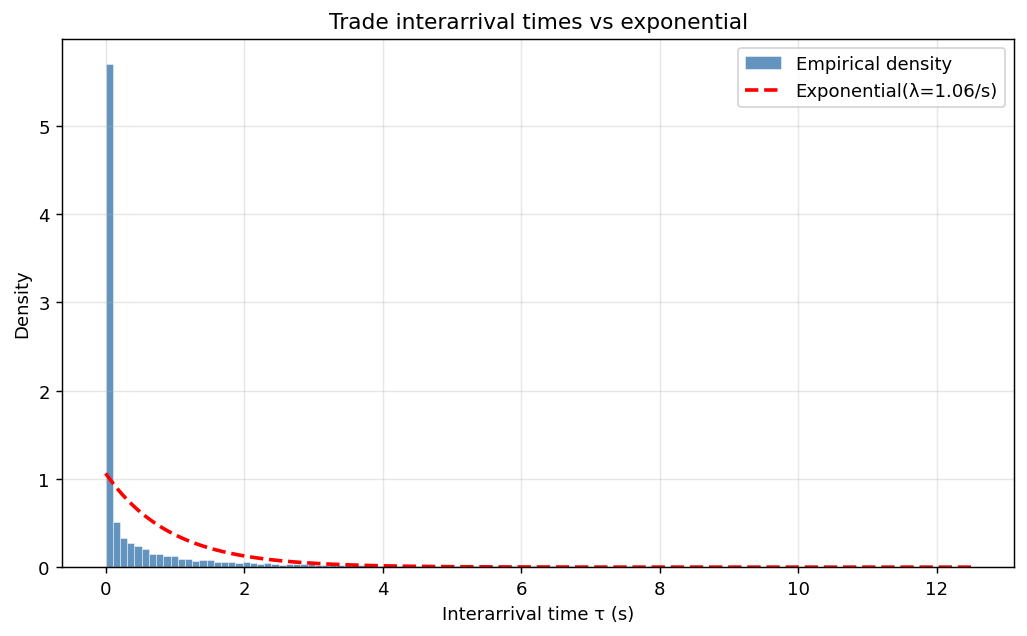 Trade interarrival times vs exponential
Empirical density
Exponential(λ=1.06/s)
Density
5
4
3
2
1
0
0 2 4 6 8 10 12
Interarrival time τ (s)